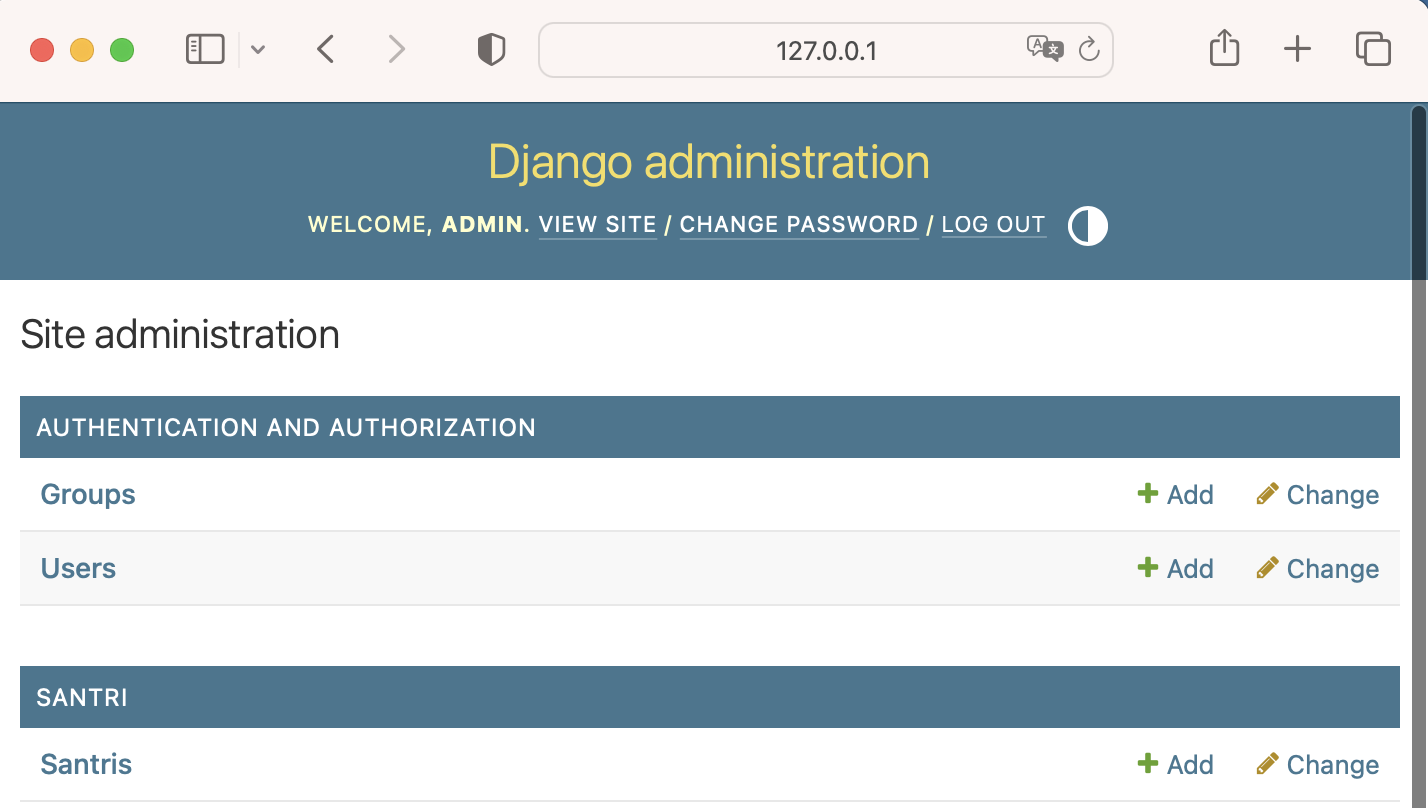 127.0.0.1
Django administration
WELCOME, ADMIN. VIEW SITE / CHANGE PASSWORD / LOG OUT
Site administration
AUTHENTICATION AND AUTHORIZATION
Groups Add Change
Users Add Change
SANTRI
Santris Add Change